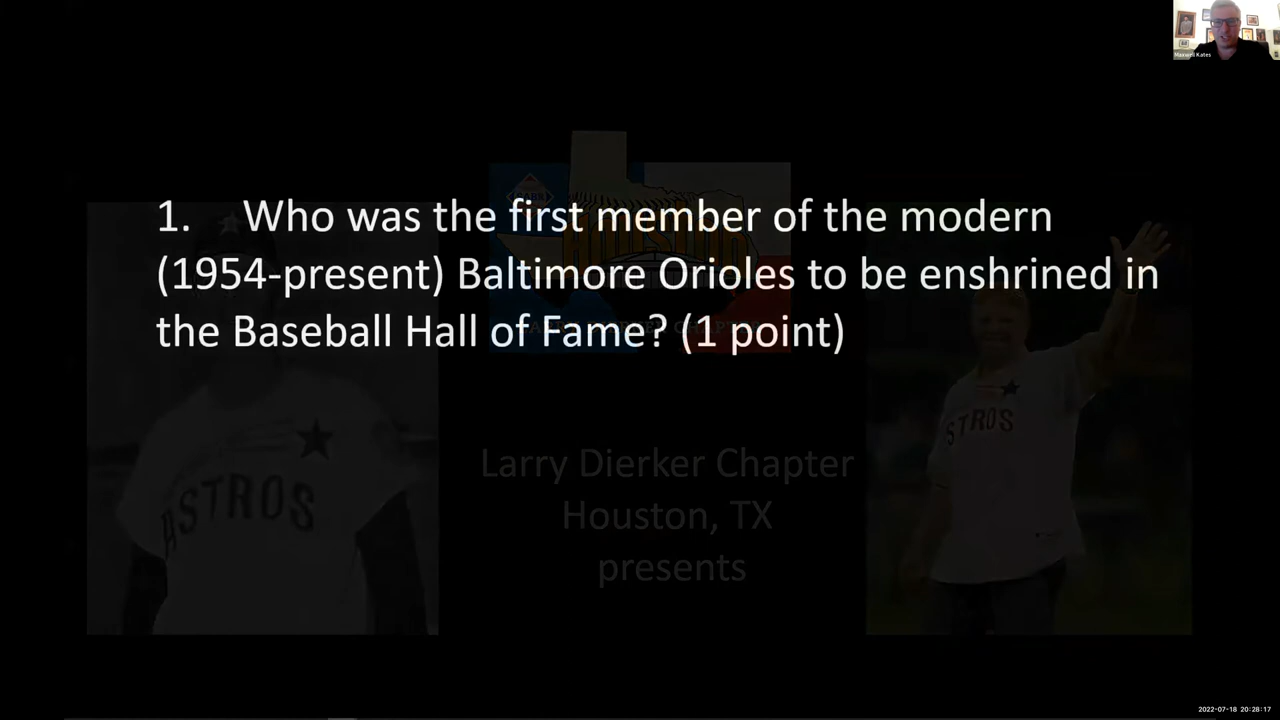 Maxwell Kates
1. Who was the first member of the modern
(1954-present) Baltimore Orioles to be enshrined in
the Baseball Hall of Fame? (1 point)
ASTROS
STROS
Larry Dierker Chapter
Houston, TX
presents
2022-07-18 20:28:17